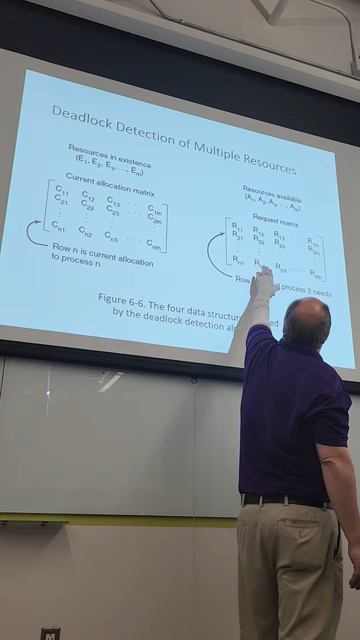 Deadlock Detection of Multiple Resources
Resources in existence
(E1, E2, E3, ..., Em)
Current allocation matrix
C11 C12 C13 ... C1m
C21 C22 C23 ... C2m
Cn1 Cn2 Cn3 ... Cnm
Row n is current allocation
to process n
Resources available
(A1, A2, A3, ..., Am)
Request matrix
R11 R12 R13 ... R1m
R21 R22 R23 ... R2m
Rn1 Rn3 ... Rnm
Row process 2 needs
Figure 6-6. The four data
by the deadlock detection